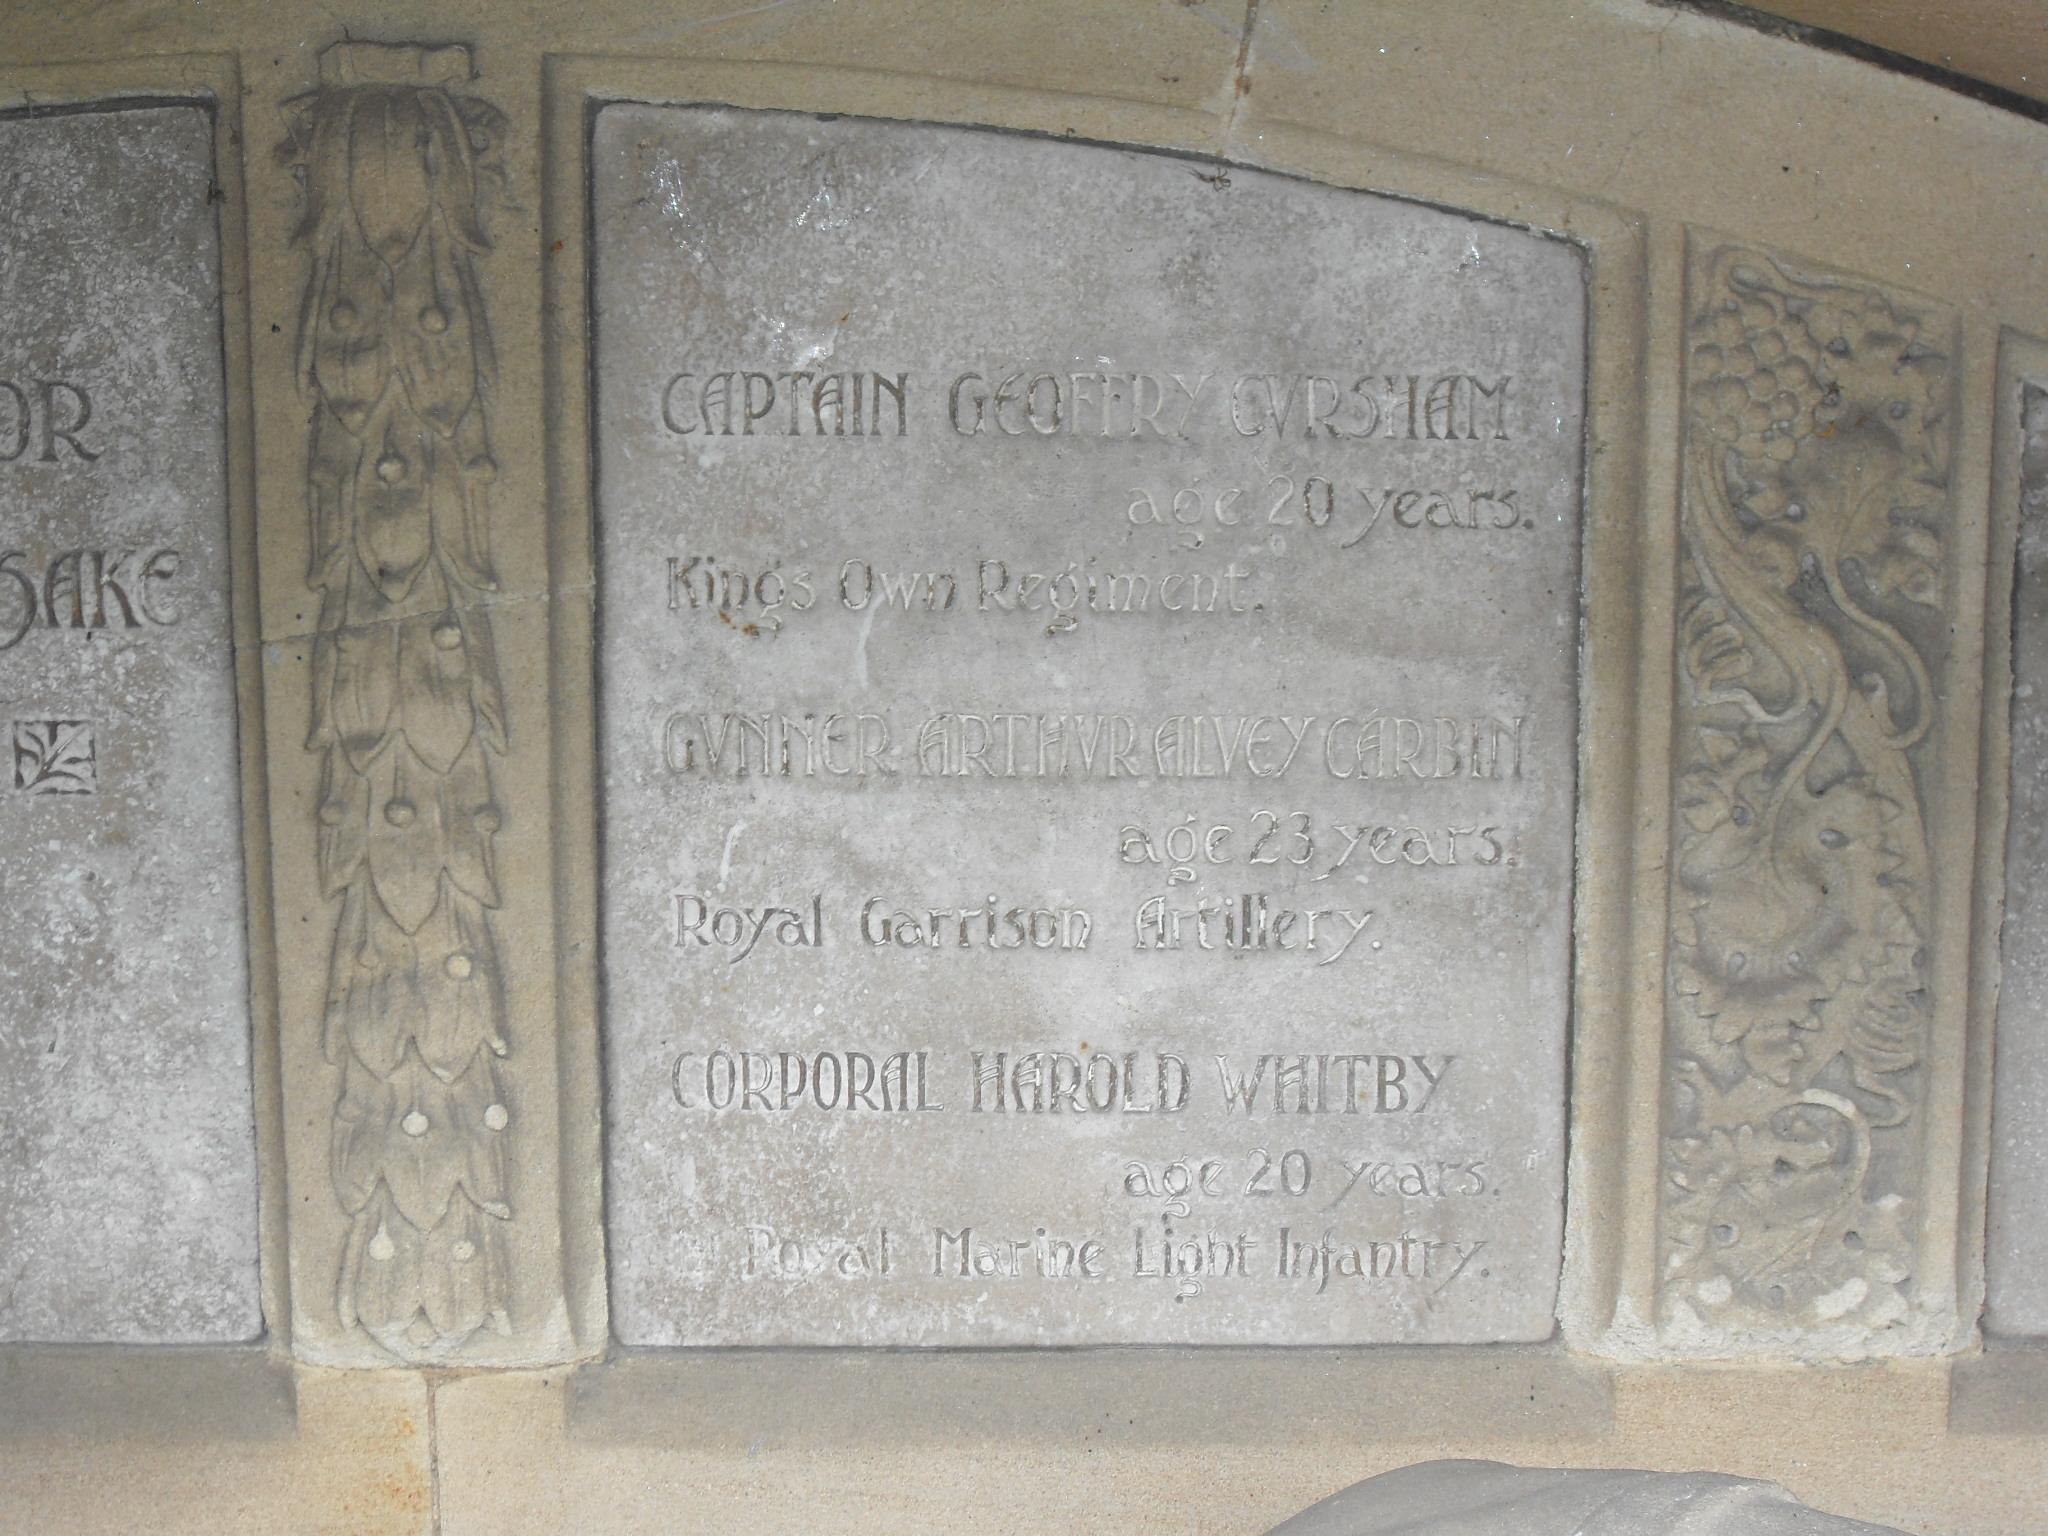 OR
SAKE
CAPTAIN GEOFFERY CVRSHAM
age 20 years.
Kings Own Regiment.
GVNNER ARTHVR ALVEY CARBIN
age 23 years.
Royal Garrison Artillery.
CORPORAL HAROLD WHITBY
age 20 years.
Royal Marine Light Infantry.